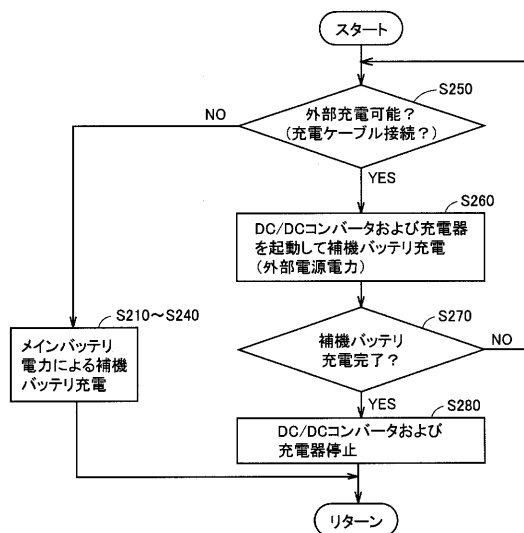 スタート
S250
外部充電可能?
(充電ケーブル接続?)
NO
YES
S260
DC/DCコンバータおよび充電器
を起動して補機バッテリ充電
(外部電源電力)
S210～S240
メインバッテリ
電力による補機
バッテリ充電
S270
補機バッテリ
充電完了?
NO
YES
S280
DC/DCコンバータおよび
充電器停止
リターン